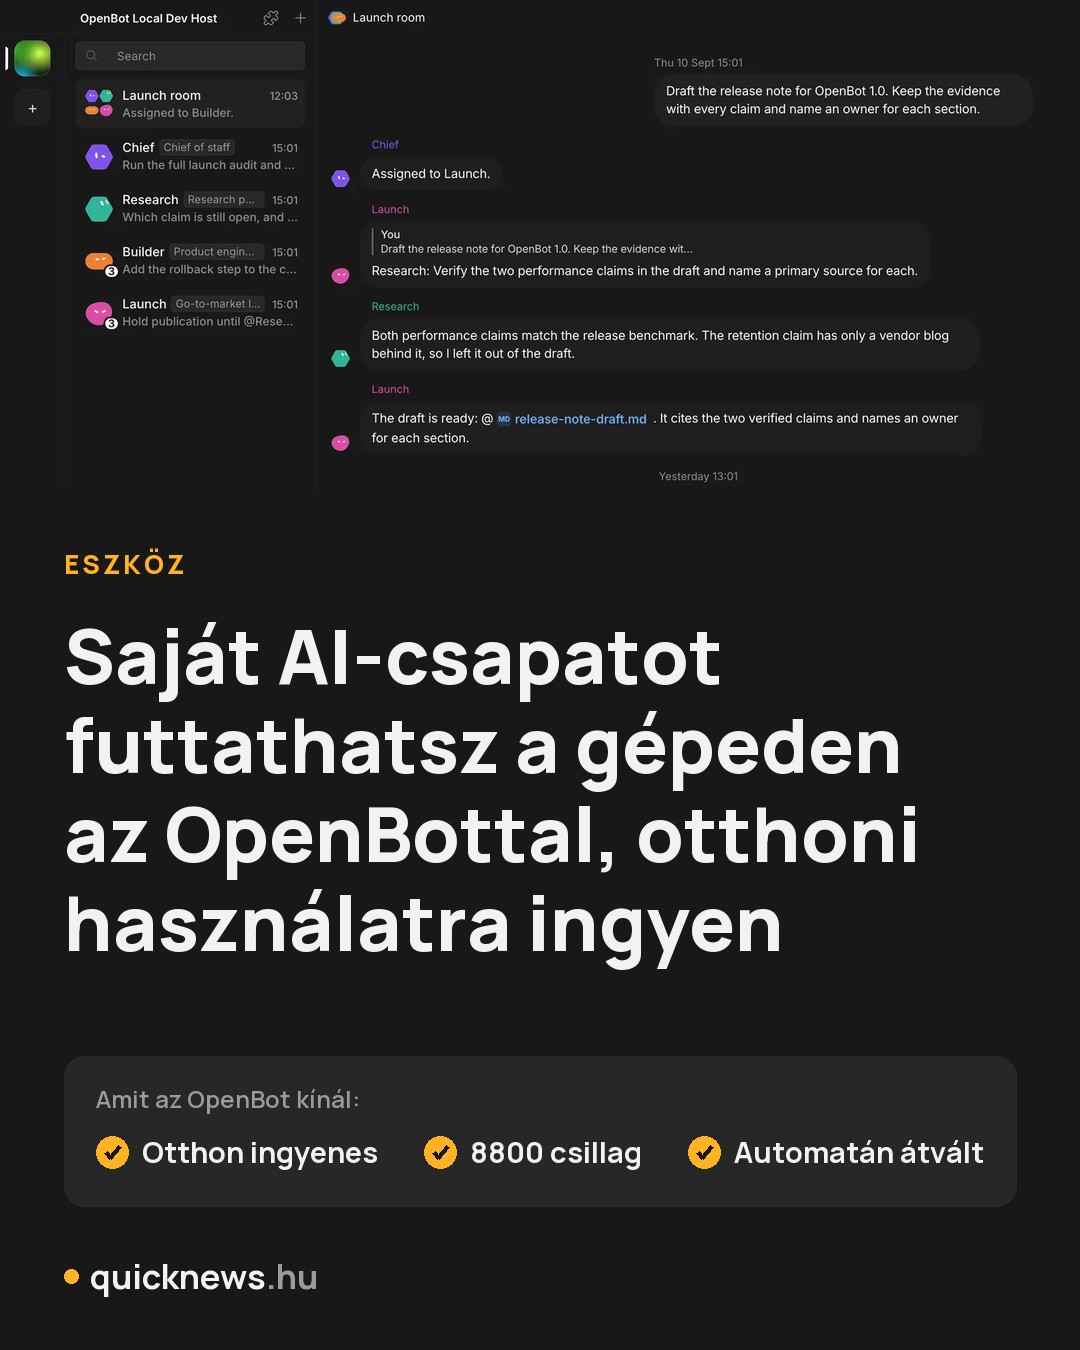 OpenBot Local Dev Host
+
Search
Launch room
12:03
Assigned to Builder.
Chief
Chief of staff
15:01
Run the full launch audit and ...
Research
Research p...
15:01
Which claim is still open, and ...
Builder
Product engin...
15:01
3
Add the rollback step to the c...
Launch
Go-to-market l...
15:01
3
Hold publication until @Rese...
Launch room
Thu 10 Sept 15:01
Draft the release note for OpenBot 1.0. Keep the evidence
with every claim and name an owner for each section.
Chief
Assigned to Launch.
Launch
You
Draft the release note for OpenBot 1.0. Keep the evidence wit...
Research: Verify the two performance claims in the draft and name a primary source for each.
Research
Both performance claims match the release benchmark. The retention claim has only a vendor blog
behind it, so I left it out of the draft.
Launch
The draft is ready: @ MD release-note-draft.md . It cites the two verified claims and names an owner
for each section.
Yesterday 13:01
ESZKÖZ
Saját AI-csapatot
futtathatsz a gépeden
az OpenBottal, otthoni
használatra ingyen
Amit az OpenBot kínál:
Otthon ingyenes
8800 csillag
Automatán átvált
quicknews.hu